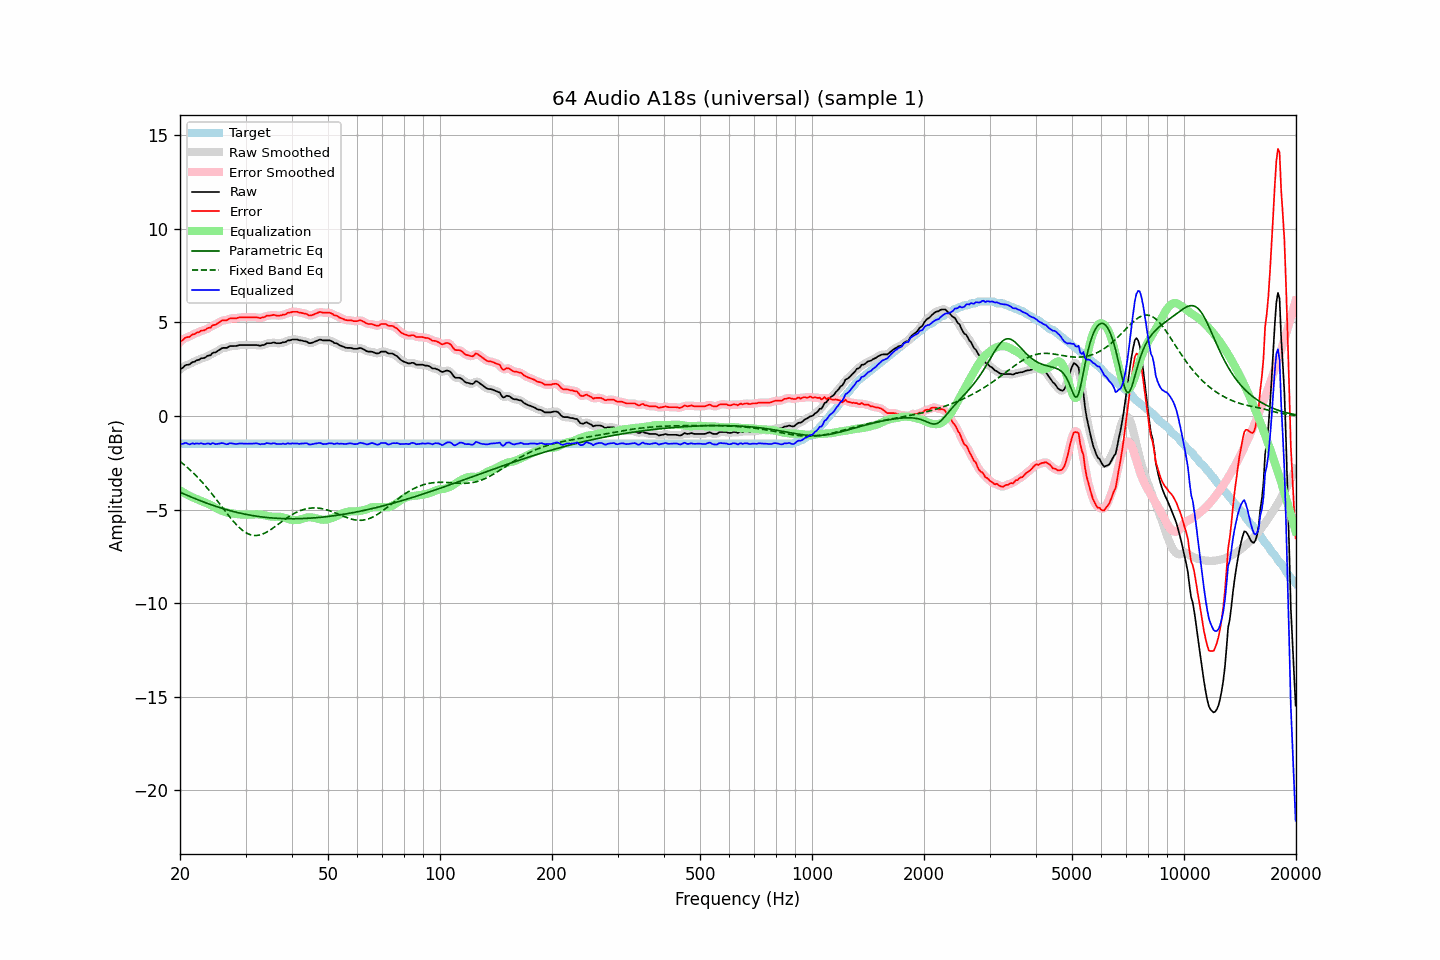 64 Audio A18s (universal) (sample 1)
Target
Raw Smoothed
Error Smoothed
Raw
Error
Equalization
Parametric Eq
Fixed Band Eq
Equalized
15
10
5
0
−5
−10
−15
−20
Amplitude (dBr)
20 50 100 200 500 1000 2000 5000 10000 20000
Frequency (Hz)